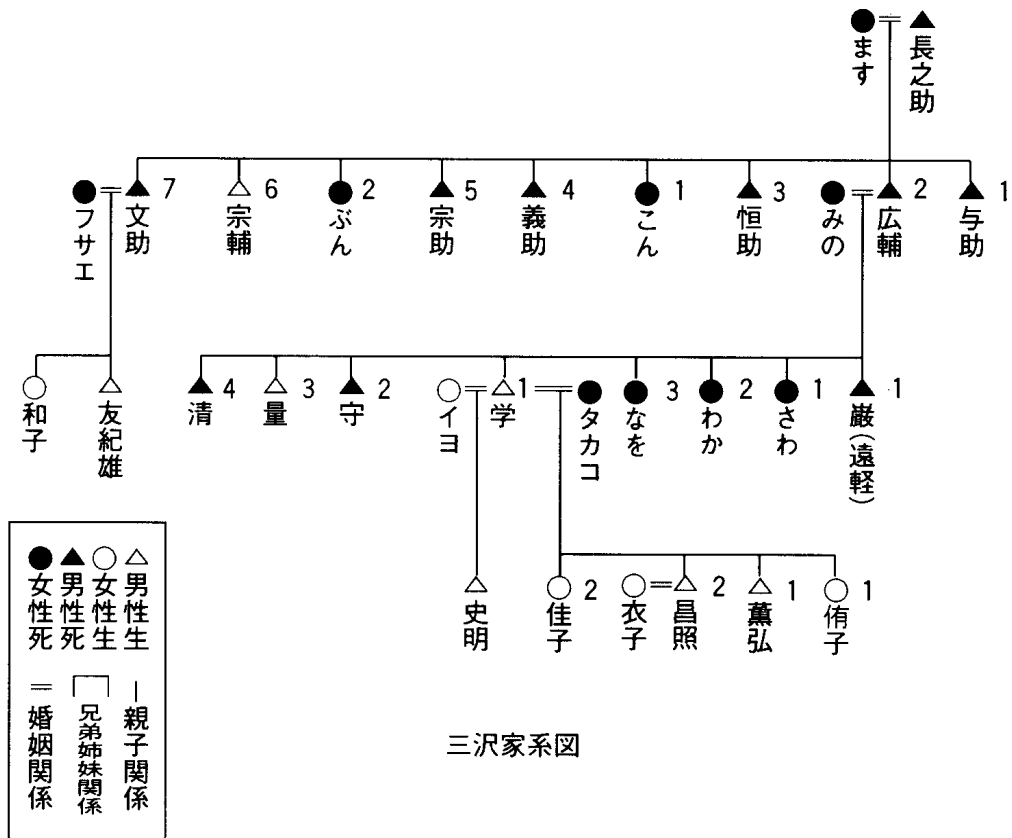 長之助
ます
与助 1
広輔 2
みの
恒助 3
こん 1
義助 4
宗助 5
ぶん 2
宗輔 6
文助 7
フサエ
巌(遠軽) 1
さわ 1
わか 2
なを 3
タカコ
学 1
イヨ
守 2
量 3
清 4
友紀雄
和子
侑子 1
薫弘 1
昌照 2
衣子
佳子 2
史明
△男性生
○女性生
▲男性死
●女性死
親子関係
兄弟姉妹関係
=婚姻関係
三沢家系図